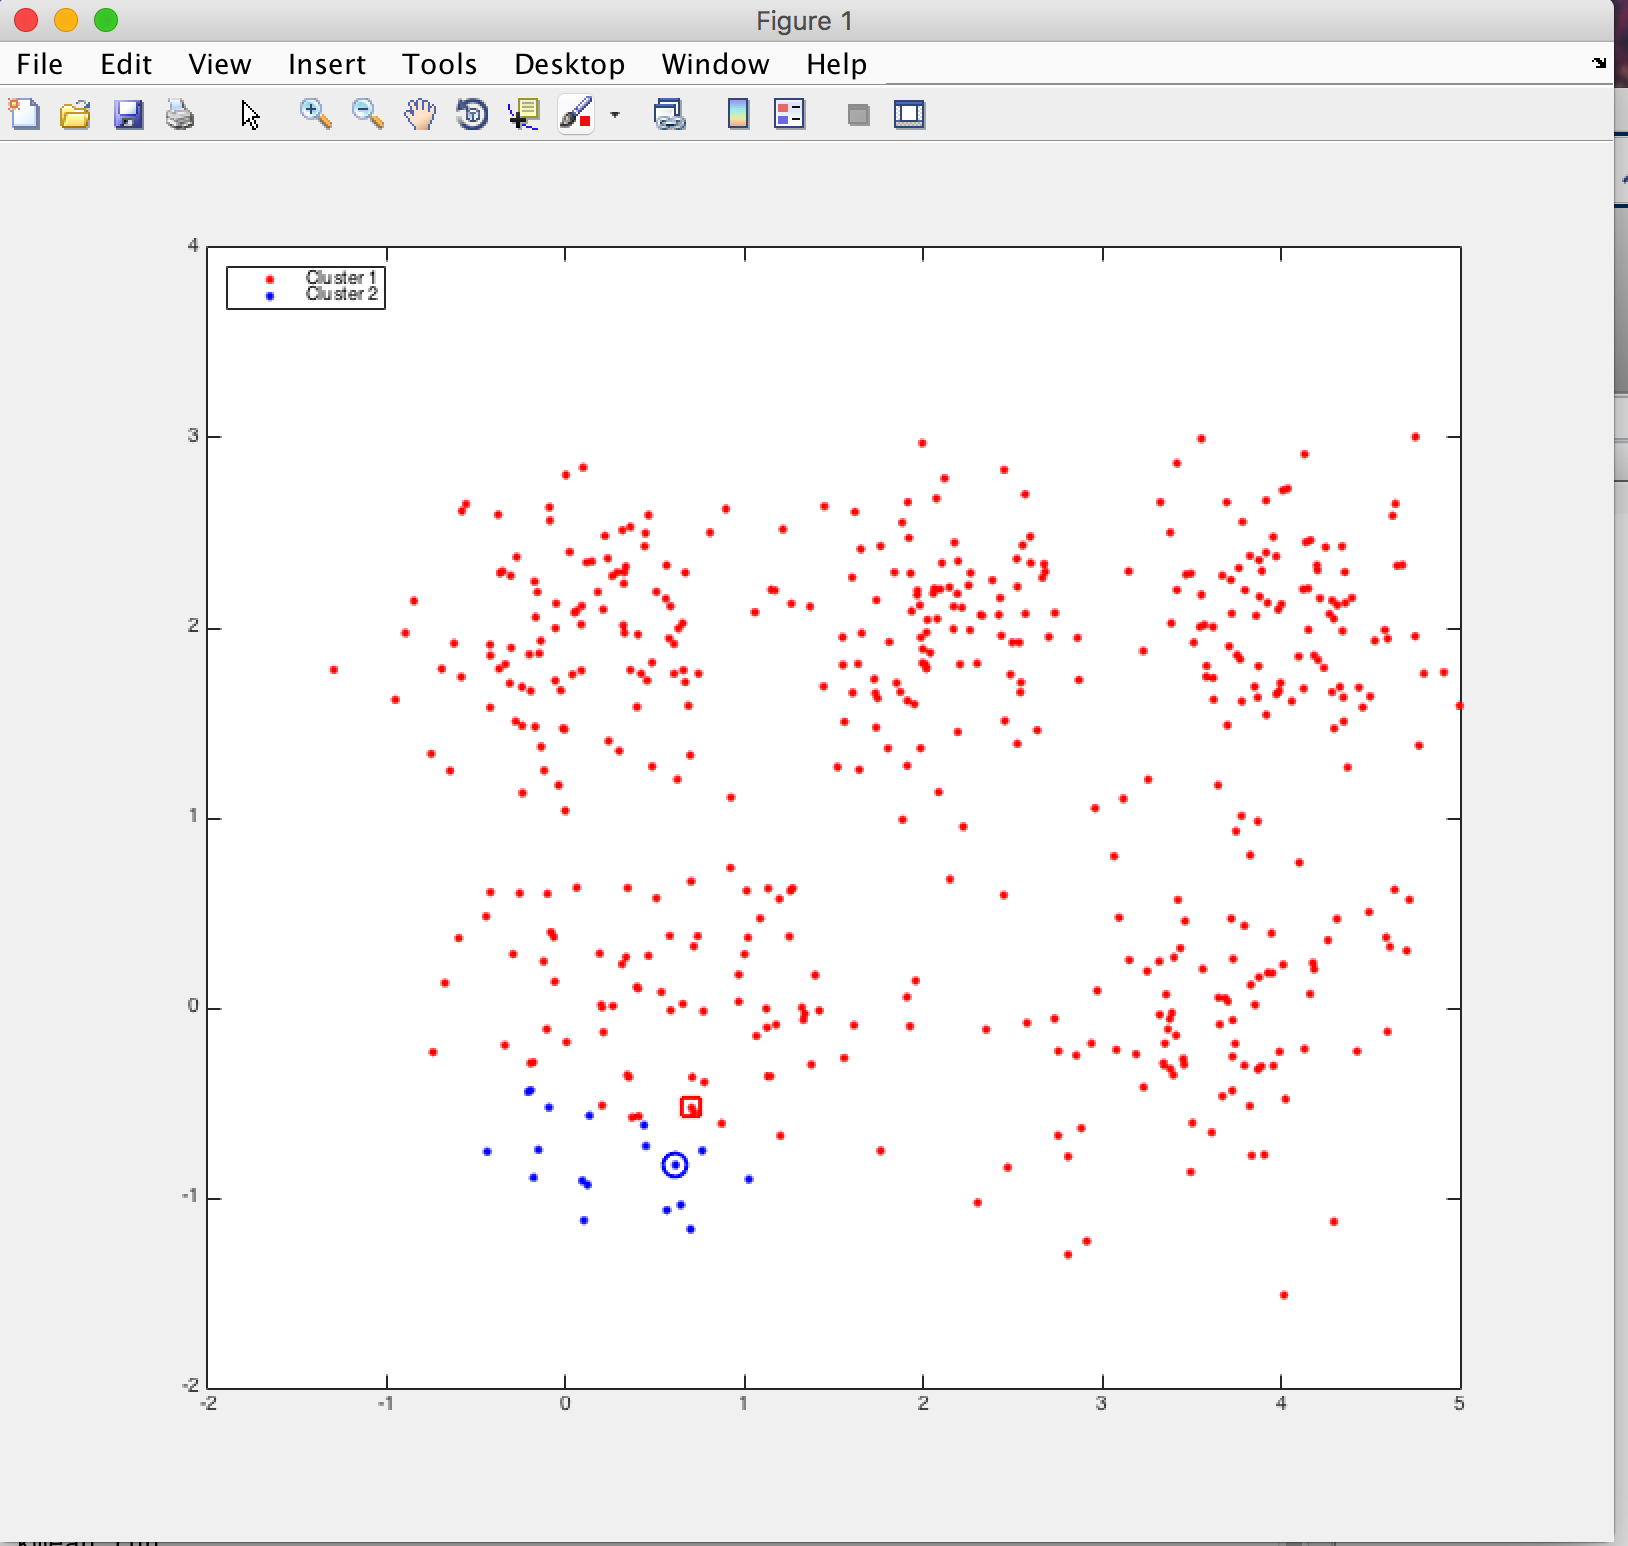 Figure 1
File Edit View Insert Tools Desktop Window Help
4
Cluster 1
Cluster 2
3
2
1
0
-1
-2
-2 -1 0 1 2 3 4 5